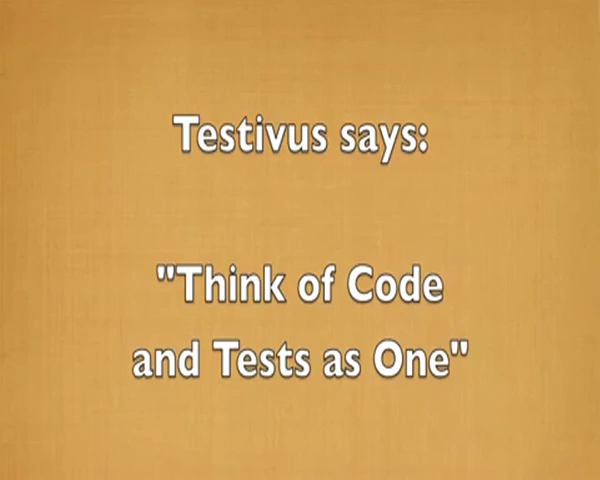 Testivus says:
"Think of Code
and Tests as One"